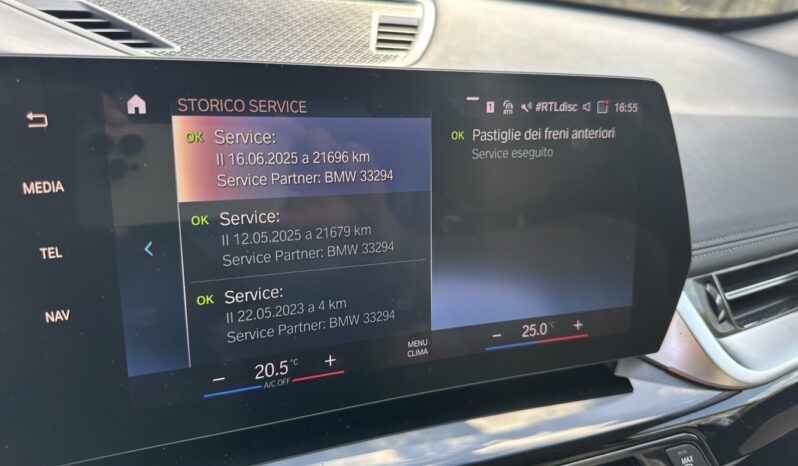 STORICO SERVICE
1 RTTI #RTLdisc 16:55
MEDIA
TEL
NAV
OK Service:
Il 16.06.2025 a 21696 km
Service Partner: BMW 33294
OK Service:
Il 12.05.2025 a 21679 km
Service Partner: BMW 33294
OK Service:
Il 22.05.2023 a 4 km
Service Partner: BMW 33294
OK Pastiglie dei freni anteriori
Service eseguito
− 20.5 °C +
A/C OFF
MENU
CLIMA
− 25.0 °C +
MAX